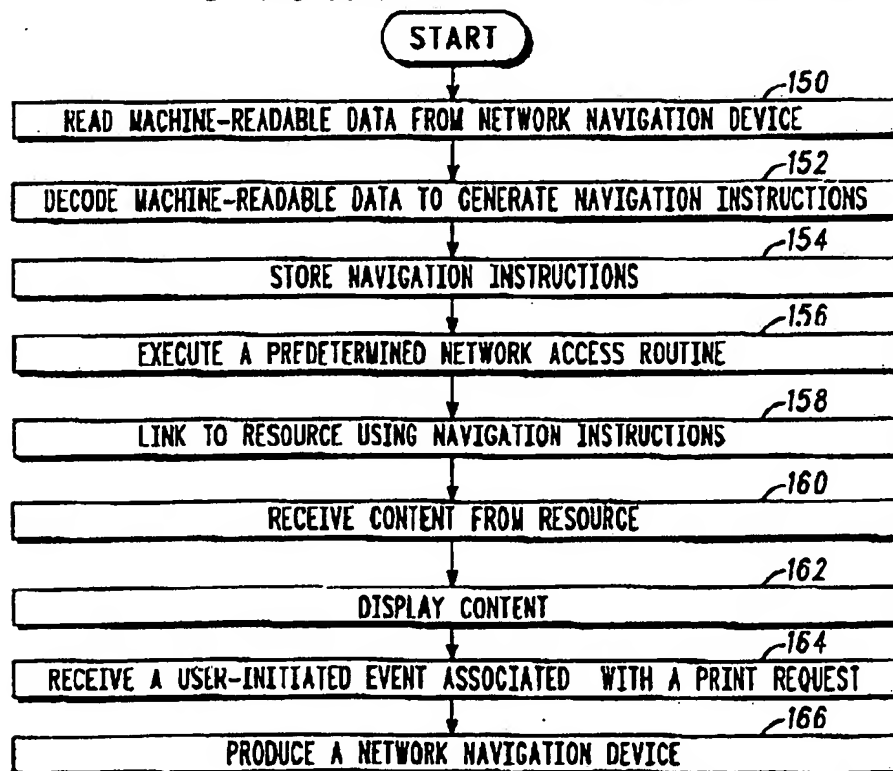 START
150
READ MACHINE-READABLE DATA FROM NETWORK NAVIGATION DEVICE
152
DECODE MACHINE-READABLE DATA TO GENERATE NAVIGATION INSTRUCTIONS
154
STORE NAVIGATION INSTRUCTIONS
156
EXECUTE A PREDETERMINED NETWORK ACCESS ROUTINE
158
LINK TO RESOURCE USING NAVIGATION INSTRUCTIONS
160
RECEIVE CONTENT FROM RESOURCE
162
DISPLAY CONTENT
164
RECEIVE A USER-INITIATED EVENT ASSOCIATED WITH A PRINT REQUEST
166
PRODUCE A NETWORK NAVIGATION DEVICE